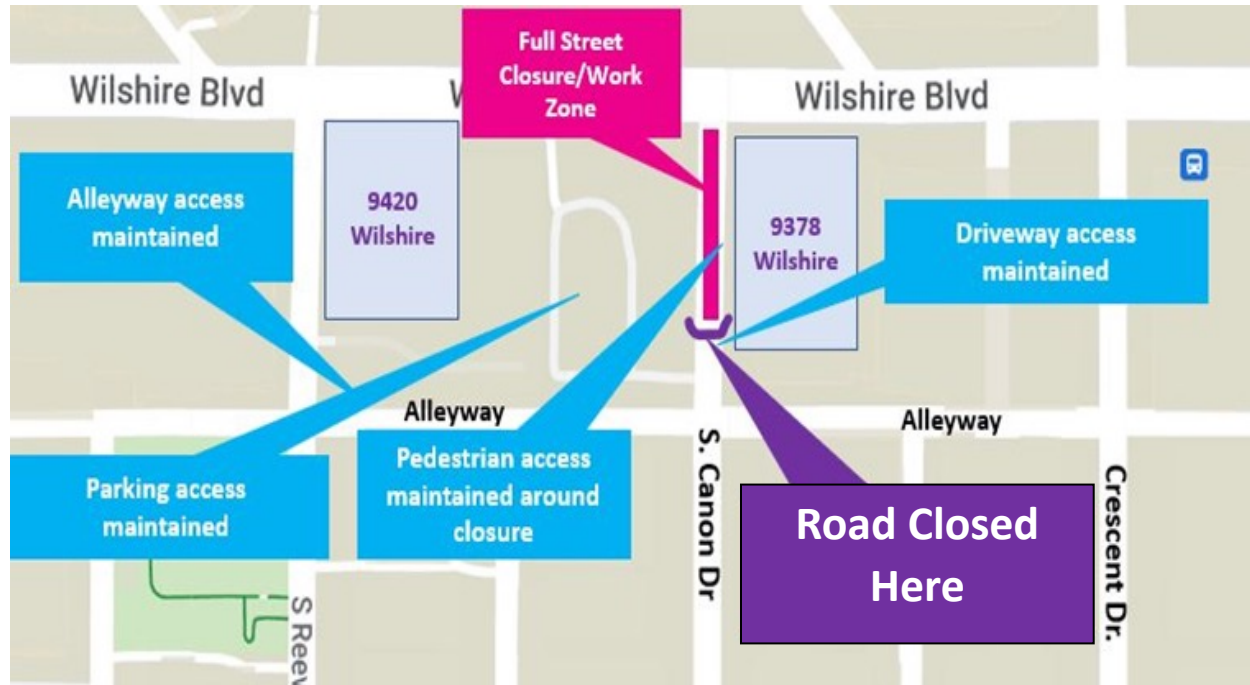 Full Street
Closure/Work
Zone
Wilshire Blvd
W
Wilshire Blvd
Alleyway access
maintained
9420
Wilshire
9378
Wilshire
Driveway access
maintained
Alleyway
Alleyway
Parking access
maintained
Pedestrian access
maintained around
closure
S. Canon Dr
Road Closed
Here
Crescent Dr.
S Reev